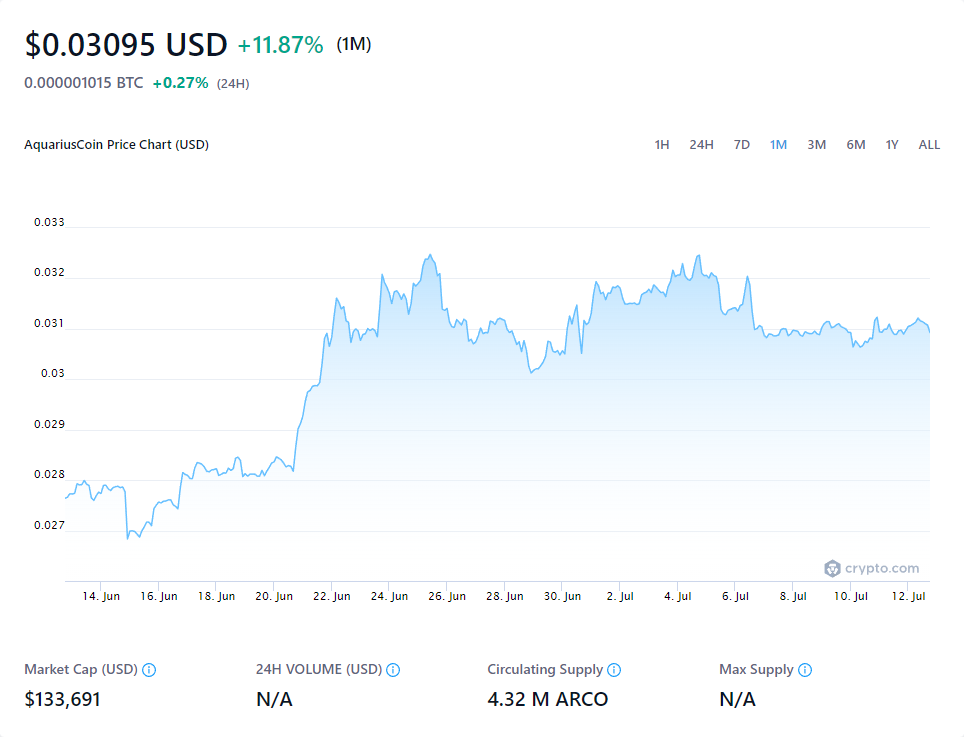 $0.03095 USD +11.87% (1M)
0.000001015 BTC +0.27% (24H)
AquariusCoin Price Chart (USD)
1H 24H 7D 1M 3M 6M 1Y ALL
0.033
0.032
0.031
0.03
0.029
0.028
0.027
crypto.com
14. Jun 16. Jun 18. Jun 20. Jun 22. Jun 24. Jun 26. Jun 28. Jun 30. Jun 2. Jul 4. Jul 6. Jul 8. Jul 10. Jul 12. Jul
Market Cap (USD) 24H VOLUME (USD) Circulating Supply Max Supply
$133,691 N/A 4.32 M ARCO N/A